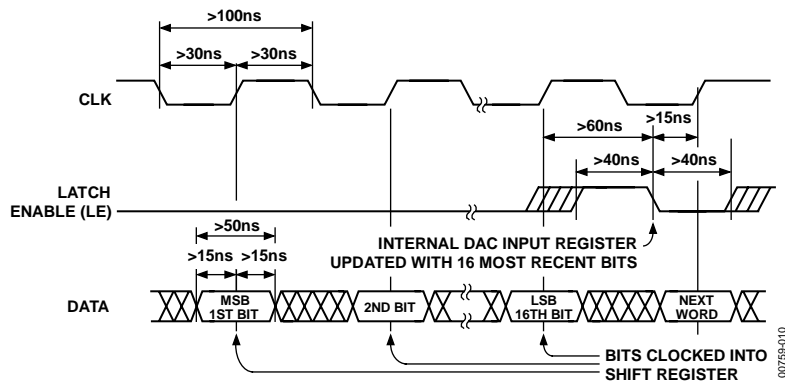 >100ns
>30ns >30ns
CLK
>60ns >15ns
>40ns >40ns
LATCH
ENABLE (LE)
>50ns
>15ns >15ns
INTERNAL DAC INPUT REGISTER
UPDATED WITH 16 MOST RECENT BITS
DATA
MSB
1ST BIT
2ND BIT
LSB
16TH BIT
NEXT
WORD
BITS CLOCKED INTO
SHIFT REGISTER
00759-010